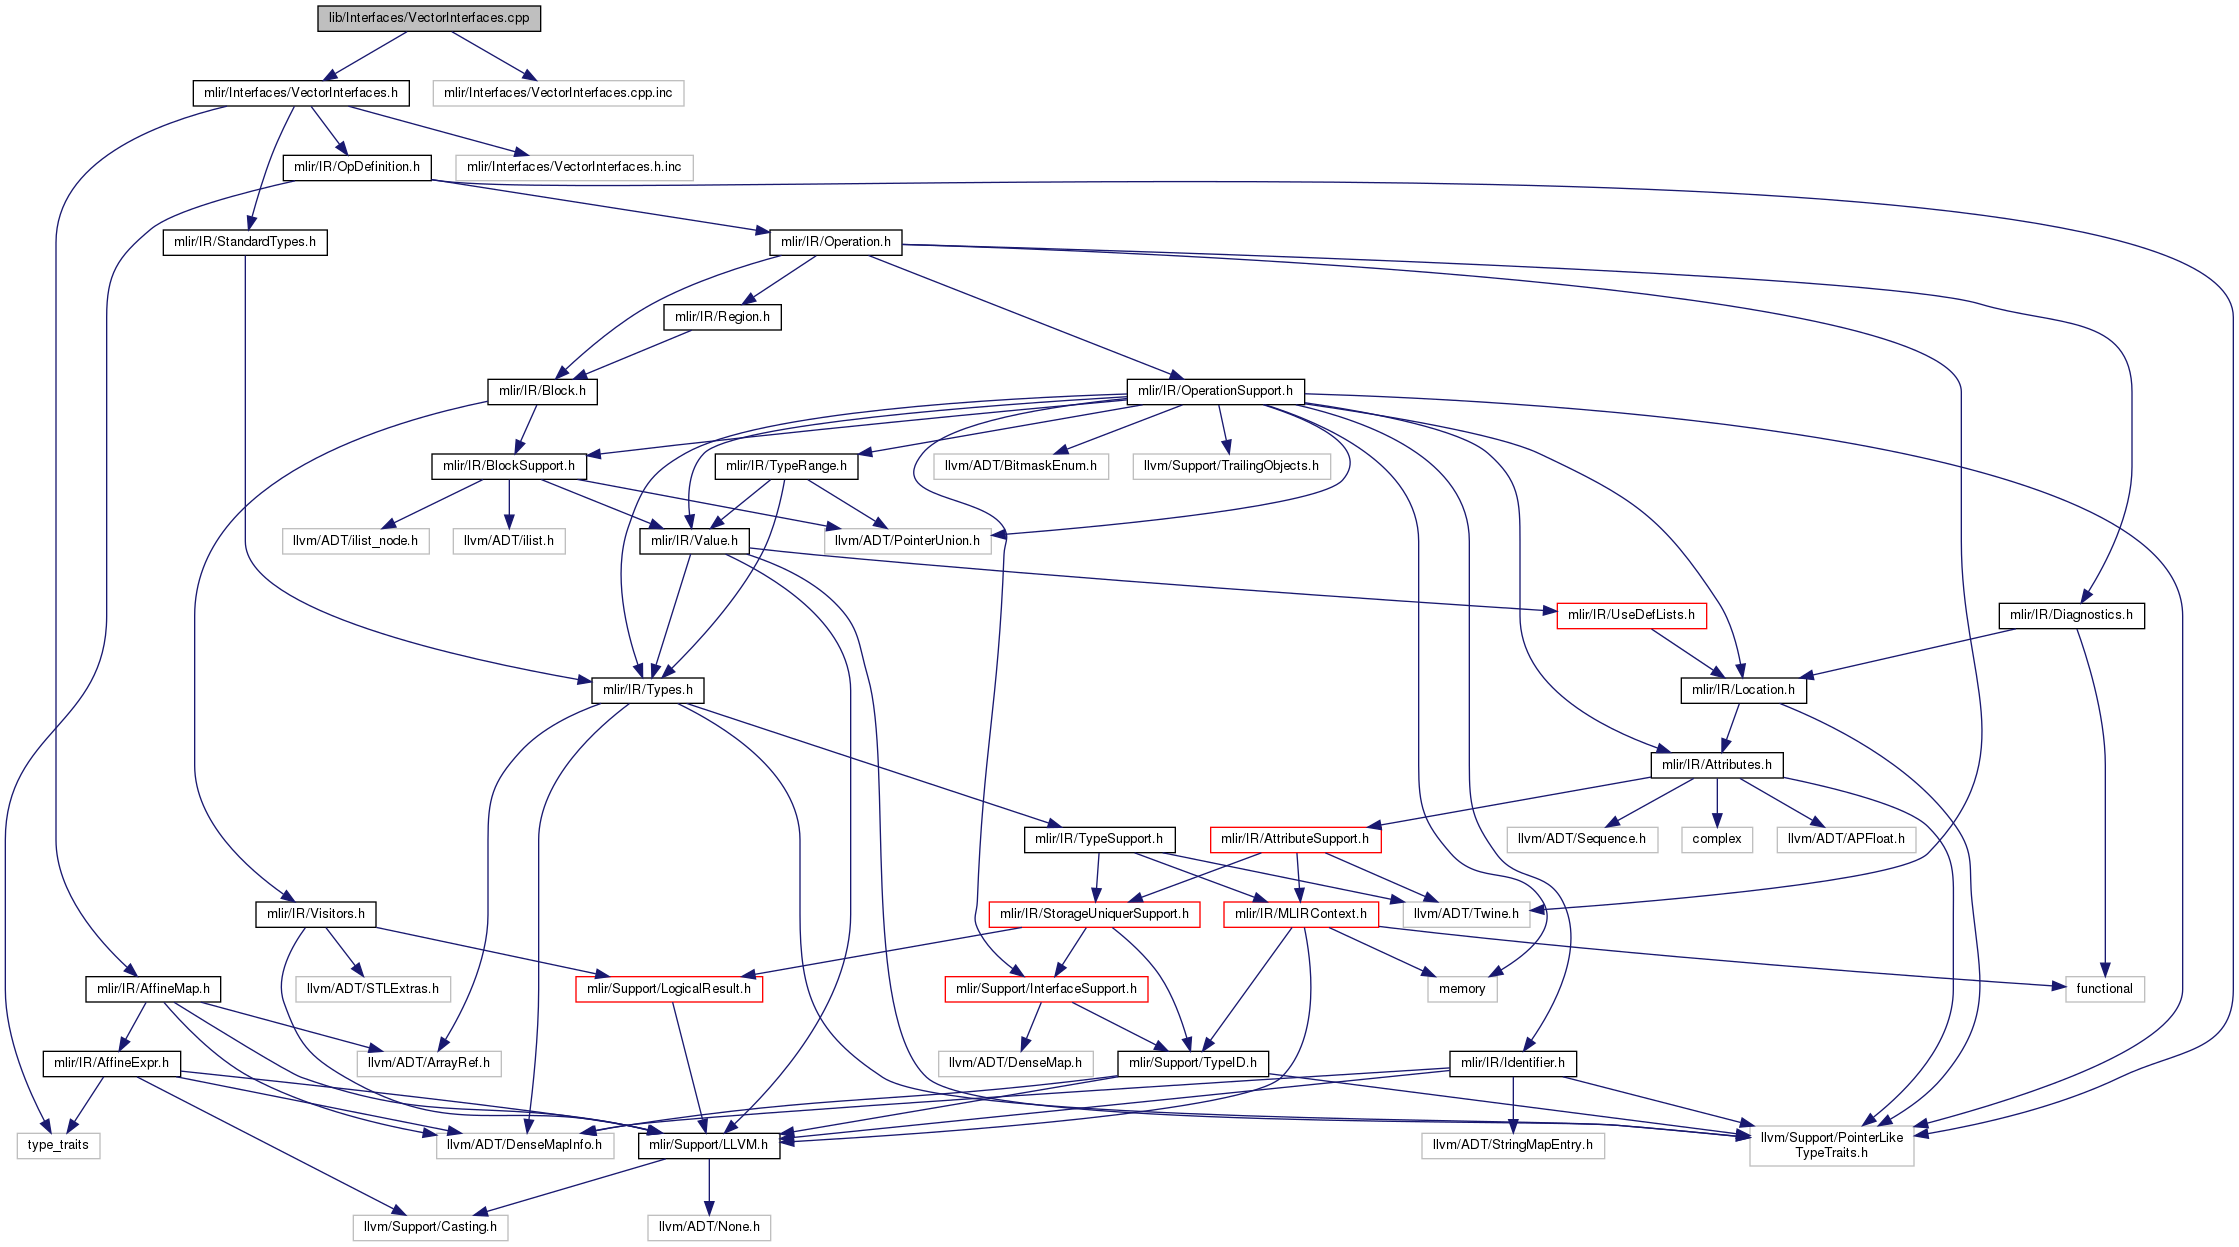 lib/Interfaces/VectorInterfaces.cpp
mlir/Interfaces/VectorInterfaces.h
mlir/Interfaces/VectorInterfaces.cpp.inc
mlir/IR/OpDefinition.h
mlir/Interfaces/VectorInterfaces.h.inc
mlir/IR/StandardTypes.h
mlir/IR/Operation.h
mlir/IR/Region.h
mlir/IR/Block.h
mlir/IR/OperationSupport.h
mlir/IR/BlockSupport.h
mlir/IR/TypeRange.h
llvm/ADT/BitmaskEnum.h
llvm/Support/TrailingObjects.h
llvm/ADT/ilist_node.h
llvm/ADT/ilist.h
mlir/IR/Value.h
llvm/ADT/PointerUnion.h
mlir/IR/UseDefLists.h
mlir/IR/Diagnostics.h
mlir/IR/Types.h
mlir/IR/Location.h
mlir/IR/Attributes.h
mlir/IR/TypeSupport.h
mlir/IR/AttributeSupport.h
llvm/ADT/Sequence.h
complex
llvm/ADT/APFloat.h
mlir/IR/Visitors.h
mlir/IR/StorageUniquerSupport.h
mlir/IR/MLIRContext.h
llvm/ADT/Twine.h
mlir/IR/AffineMap.h
llvm/ADT/STLExtras.h
mlir/Support/LogicalResult.h
mlir/Support/InterfaceSupport.h
memory
functional
mlir/IR/AffineExpr.h
llvm/ADT/ArrayRef.h
llvm/ADT/DenseMap.h
mlir/Support/TypeID.h
mlir/IR/Identifier.h
type_traits
llvm/ADT/DenseMapInfo.h
mlir/Support/LLVM.h
llvm/ADT/StringMapEntry.h
llvm/Support/PointerLike
TypeTraits.h
llvm/Support/Casting.h
llvm/ADT/None.h